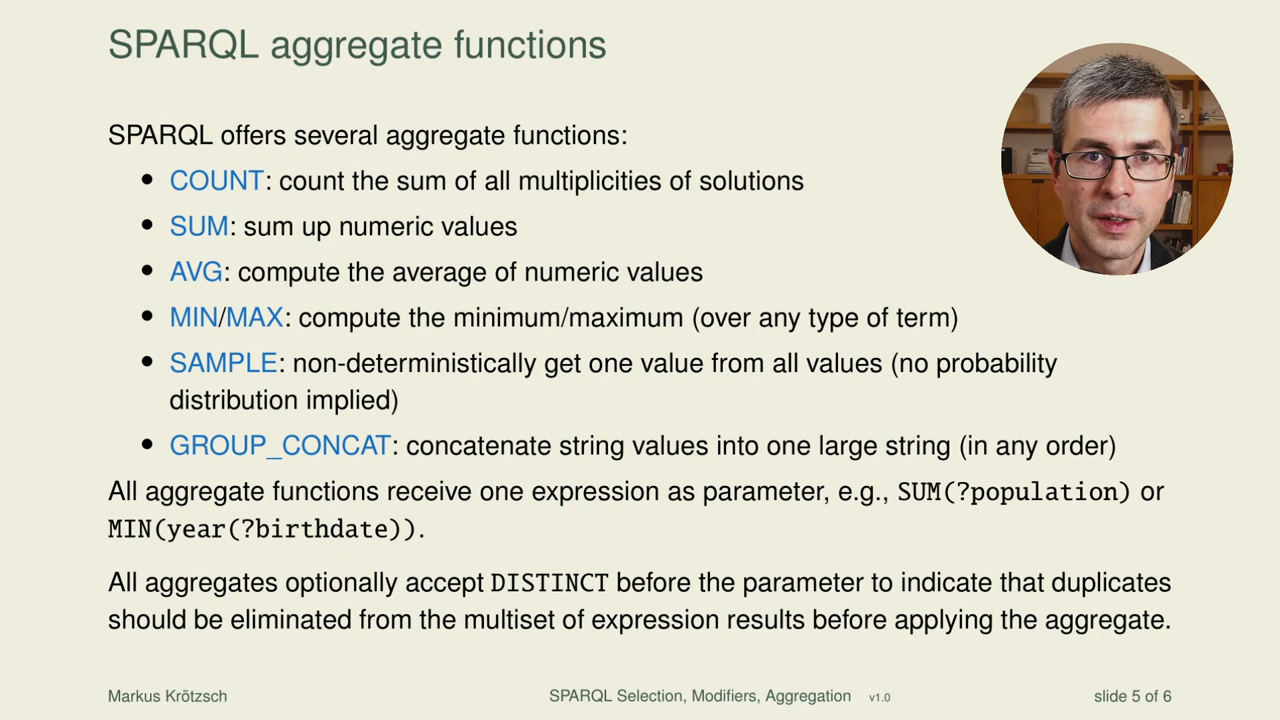 SPARQL aggregate functions
SPARQL offers several aggregate functions:
• COUNT: count the sum of all multiplicities of solutions
• SUM: sum up numeric values
• AVG: compute the average of numeric values
• MIN/MAX: compute the minimum/maximum (over any type of term)
• SAMPLE: non-deterministically get one value from all values (no probability
distribution implied)
• GROUP_CONCAT: concatenate string values into one large string (in any order)
All aggregate functions receive one expression as parameter, e.g., SUM(?population) or
MIN(year(?birthdate)).
All aggregates optionally accept DISTINCT before the parameter to indicate that duplicates
should be eliminated from the multiset of expression results before applying the aggregate.
Markus Krötzsch SPARQL Selection, Modifiers, Aggregation v1.0 slide 5 of 6